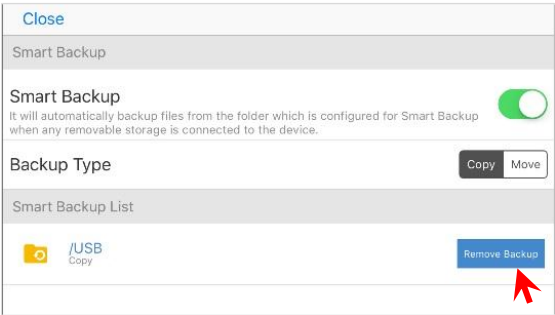 Close
Smart Backup
Smart Backup
It will automatically backup files from the folder which is configured for Smart Backup
when any removable storage is connected to the device.
Backup Type
Copy Move
Smart Backup List
/USB
Copy
Remove Backup